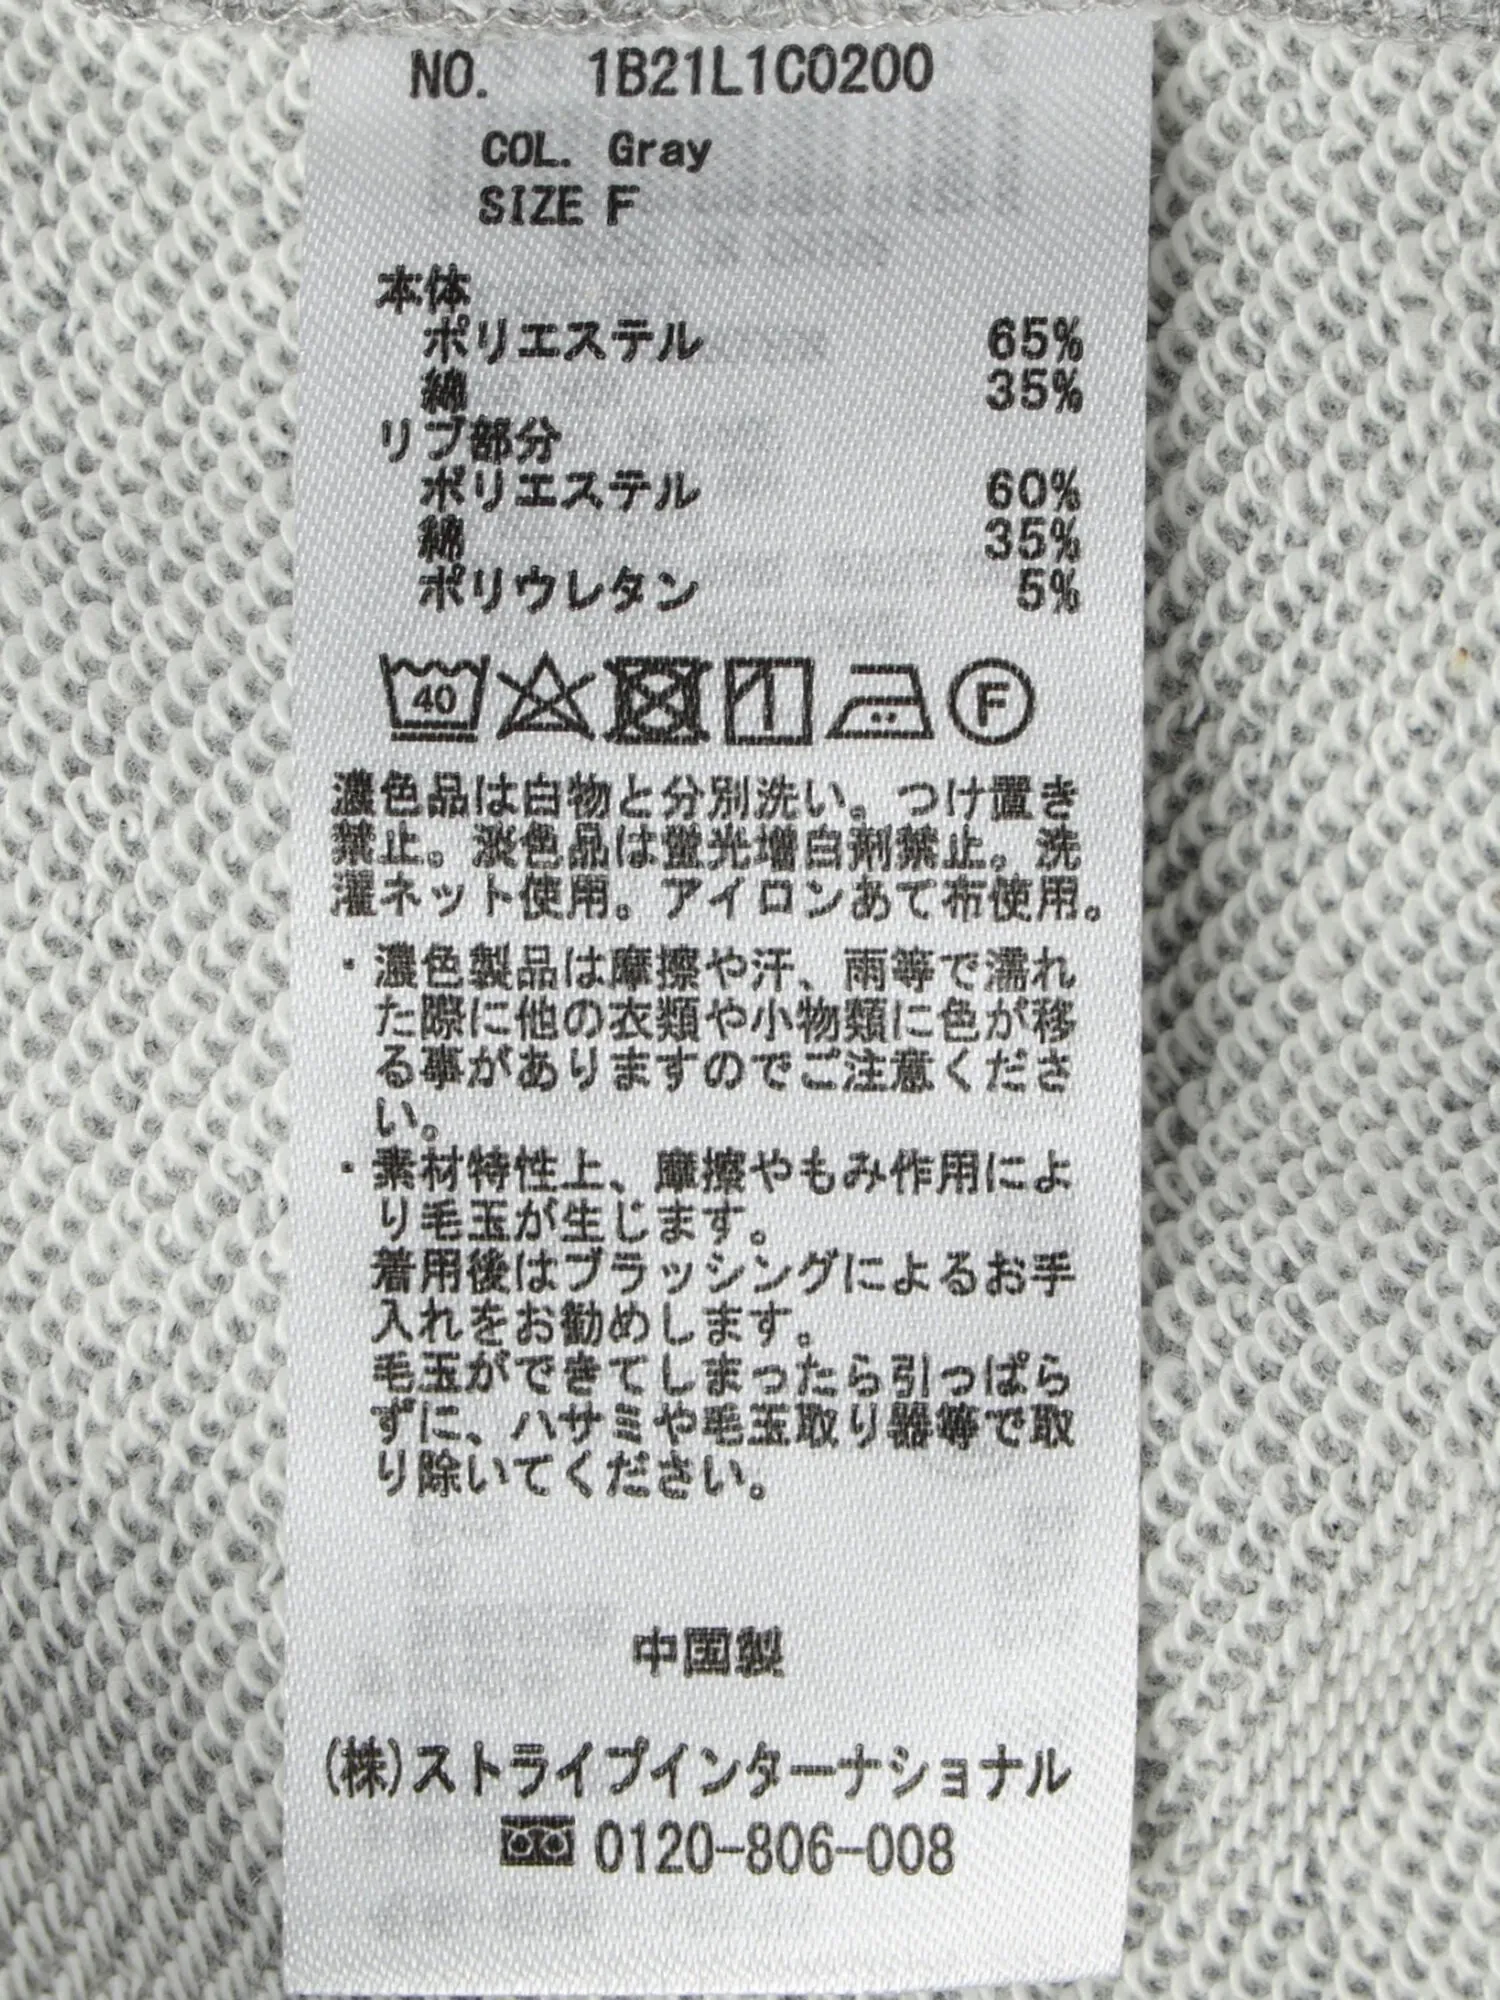 NO. 1B21L1C0200
COL. Gray
SIZE F
本体
ポリエステル 65%
綿 35%
リブ部分
ポリエステル 60%
綿 35%
ポリウレタン 5%
40 F
濃色品は白物と分別洗い。つけ置き
禁止。淡色品は蛍光増白剤禁止。洗
濯ネット使用。アイロンあて布使用。
・濃色製品は摩擦や汗、雨等で濡れ
た際に他の衣類や小物類に色が移
る事がありますのでご注意くださ
い。
・素材特性上、摩擦やもみ作用によ
り毛玉が生じます。
着用後はブラッシングによるお手
入れをお勧めします。
毛玉ができてしまったら引っぱら
ずに、ハサミや毛玉取り器等で取
り除いてください。
中国製
(株)ストライプインターナショナル
0120-806-008